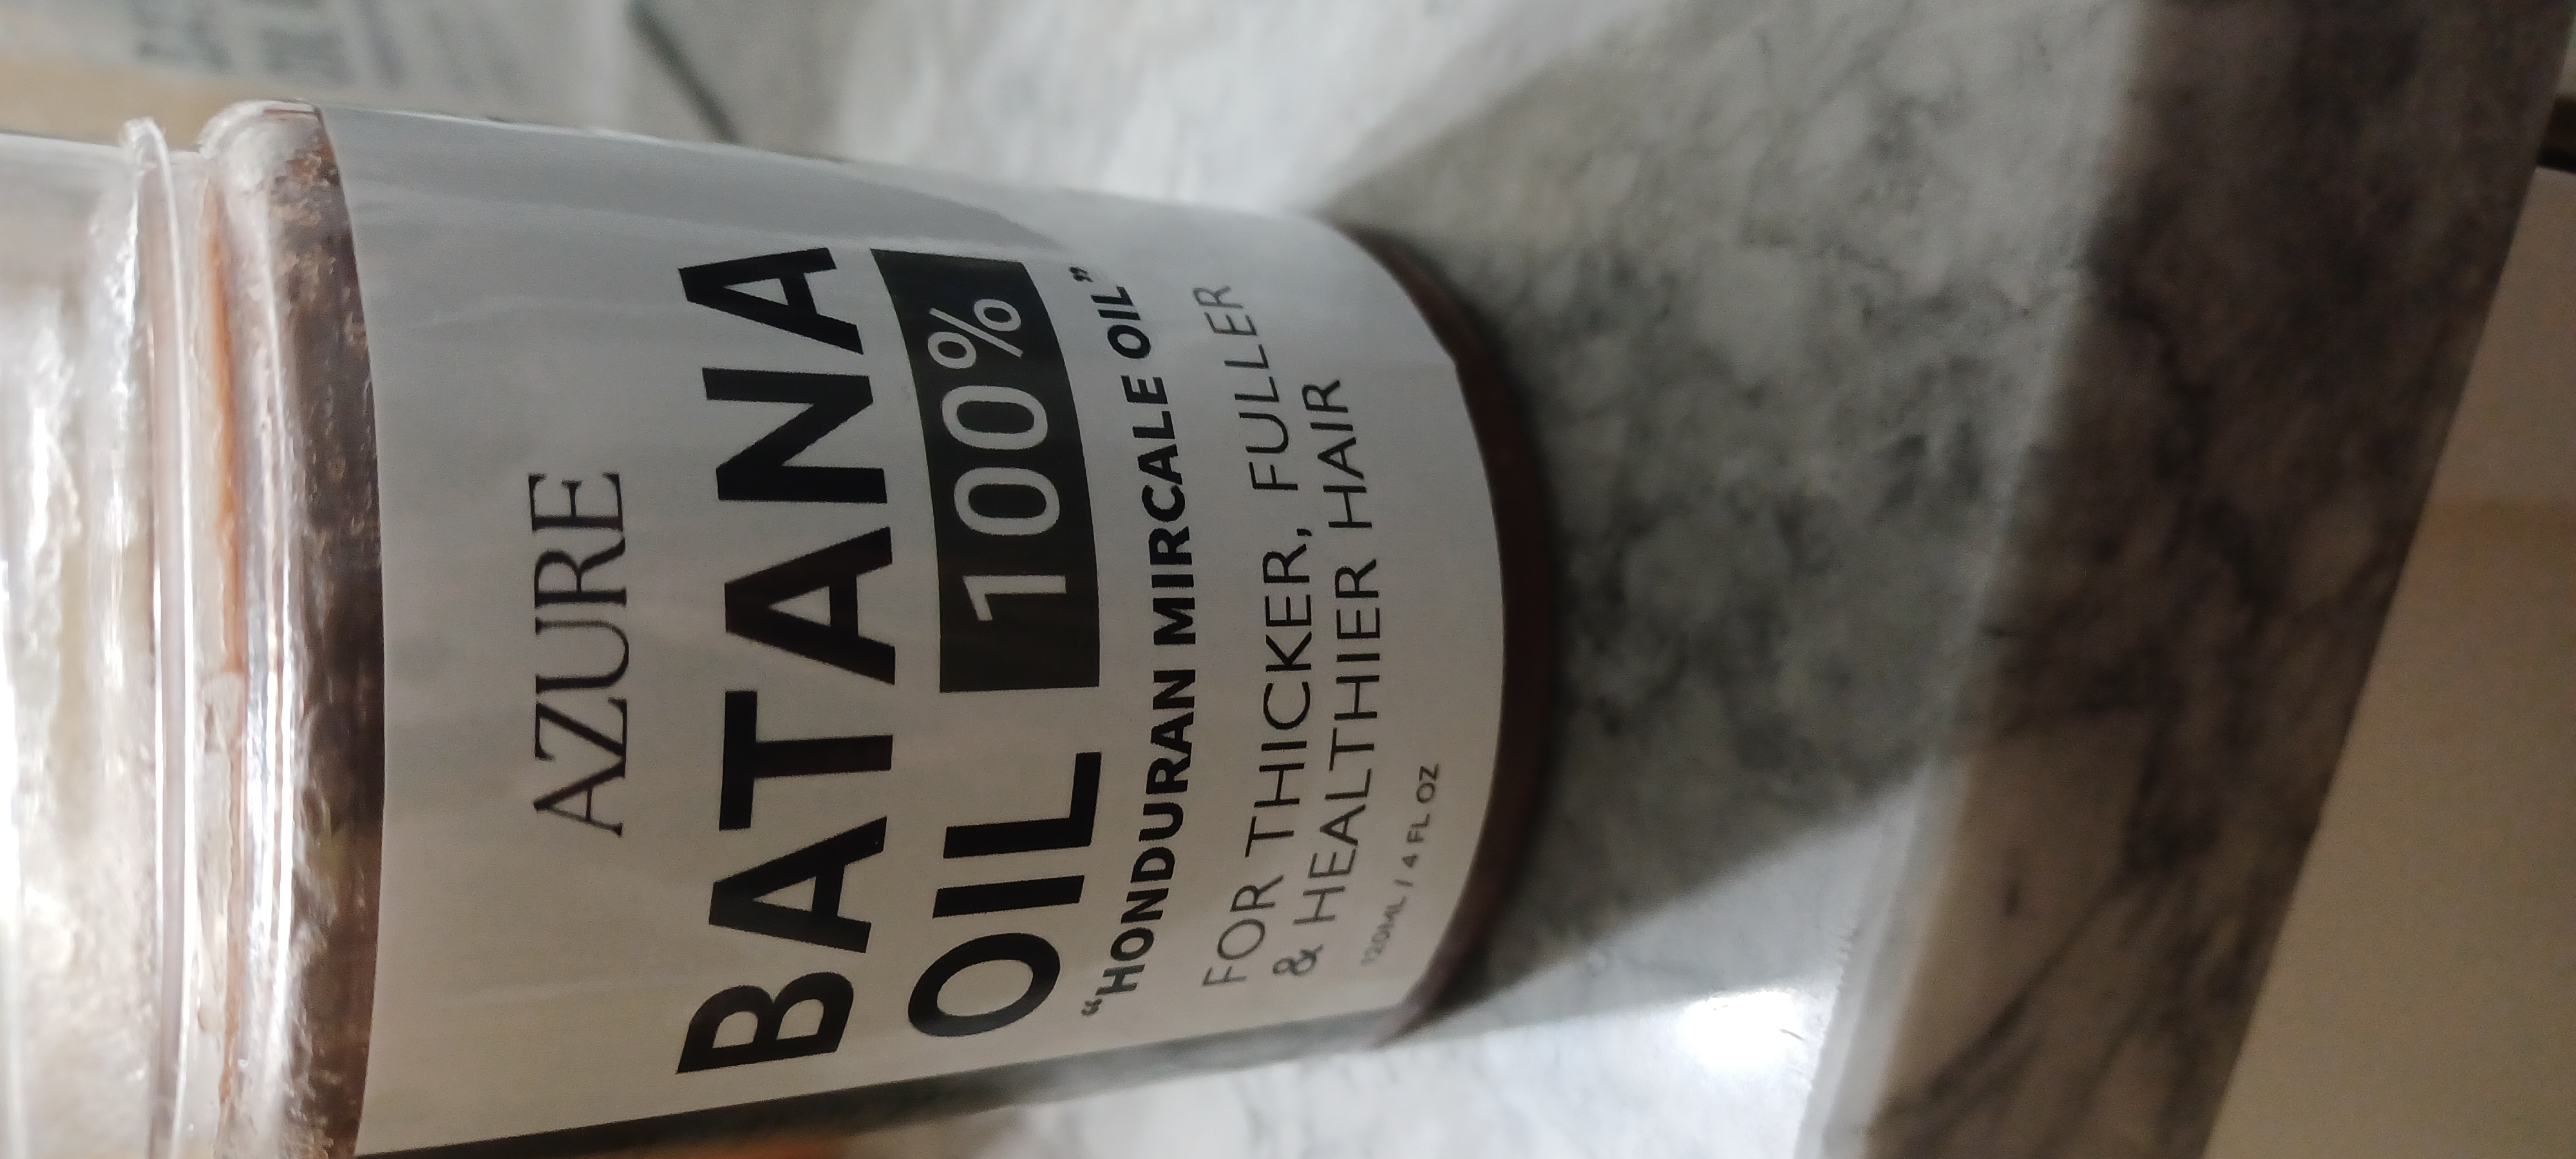 AZURE
BATANA
OIL 100%
“HONDURAN MIRCALE OIL”
FOR THICKER, FULLER
& HEALTHIER HAIR
120ML / 4 FL OZ